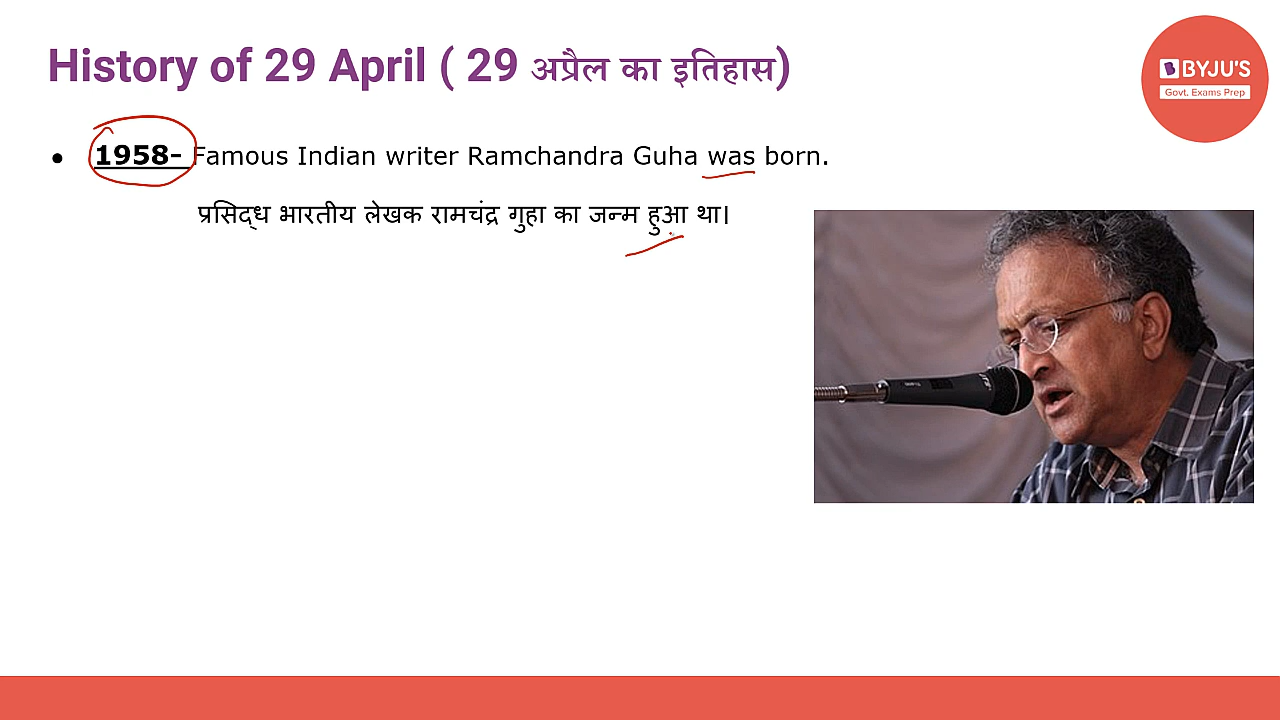 History of 29 April ( 29 अप्रैल का इतिहास)
BYJU'S
Govt. Exams Prep
• 1958- Famous Indian writer Ramchandra Guha was born.
प्रसिद्ध भारतीय लेखक रामचंद्र गुहा का जन्म हुआ था।